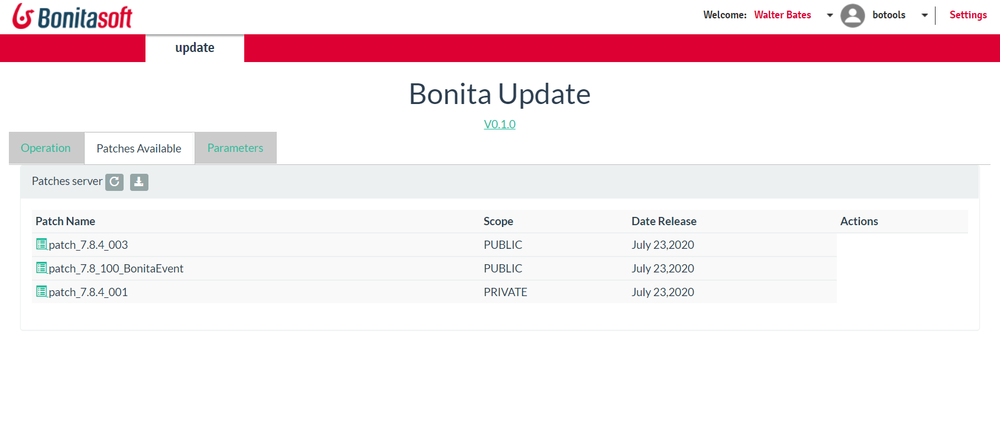 Bonitasoft
Welcome: Walter Bates botools Settings
update
Bonita Update
V0.1.0
Operation Patches Available Parameters
Patches server
Patch Name Scope Date Release Actions
patch_7.8.4_003 PUBLIC July 23,2020
patch_7.8_100_BonitaEvent PUBLIC July 23,2020
patch_7.8.4_001 PRIVATE July 23,2020